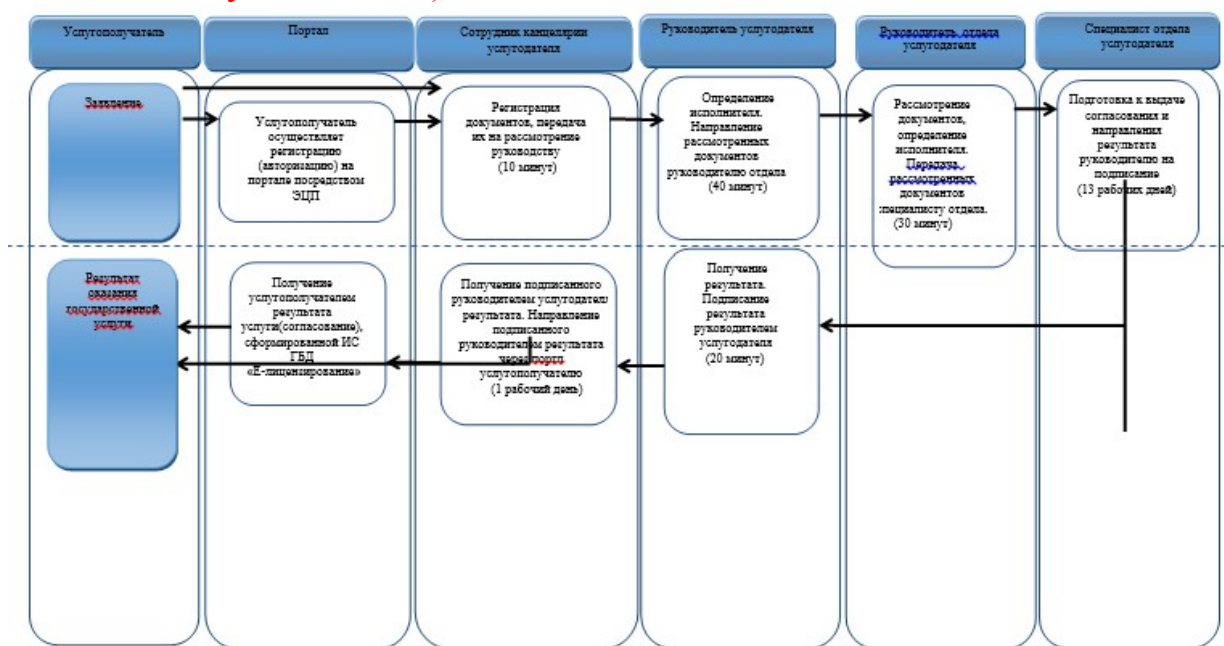 Услугополучатель
Портал
Сотрудник канцелярии
услугодателя
Руководитель услугодателя
Руководитель отдела
услугодателя
Специалист отдела
услугодателя
Заявление
Услугополучатель
осуществляет
регистрацию
(авторизацию) на
портале посредством
ЭЦП
Регистрация
документов, передача
их на рассмотрение
руководству
(10 минут)
Определение
исполнителя.
Направление
рассмотренных
документов
руководителю отдела
(40 минут)
Рассмотрение
документов,
определение
исполнителя.
Передача
рассмотренных
документов
специалисту отдела.
(30 минут)
Подготовка к выдаче
согласования и
направления
результата
руководителю на
подписание
(13 рабочих дней)
Результат
оказания
государственной
услуги
Получение
услугополучателем
результата
услуги(согласование),
сформированной ИС
ГБД
«Е-лицензирование»
Получение подписанного
руководителем услугодателя
результата. Направление
подписанного
руководителем результата
через портл
услугополучателю
(1 рабочий день)
Получение
результата.
Подписание
результата
руководителем
услугодателя
(20 минут)